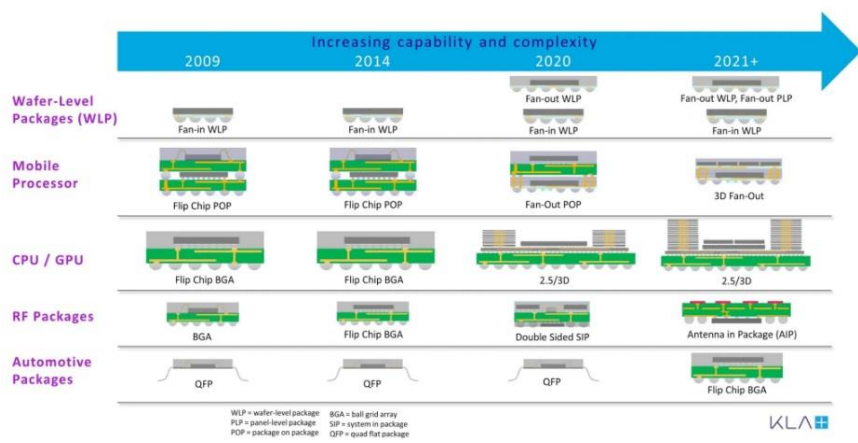 Increasing capability and complexity
2009 2014 2020 2021+
Wafer-Level
Packages (WLP)
Fan-out WLP Fan-out WLP, Fan-out PLP
Fan-in WLP Fan-in WLP Fan-in WLP Fan-in WLP
Mobile
Processor
Flip Chip POP Flip Chip POP Fan-Out POP 3D Fan-Out
CPU / GPU
Flip Chip BGA Flip Chip BGA 2.5/3D 2.5/3D
RF Packages
BGA Flip Chip BGA Double Sided SIP Antenna in Package (AIP)
Automotive
Packages
QFP QFP QFP Flip Chip BGA
WLP = wafer-level package BGA = ball grid array
PLP = panel-level package SIP = system in package
POP = package on package QFP = quad flat package
KLA